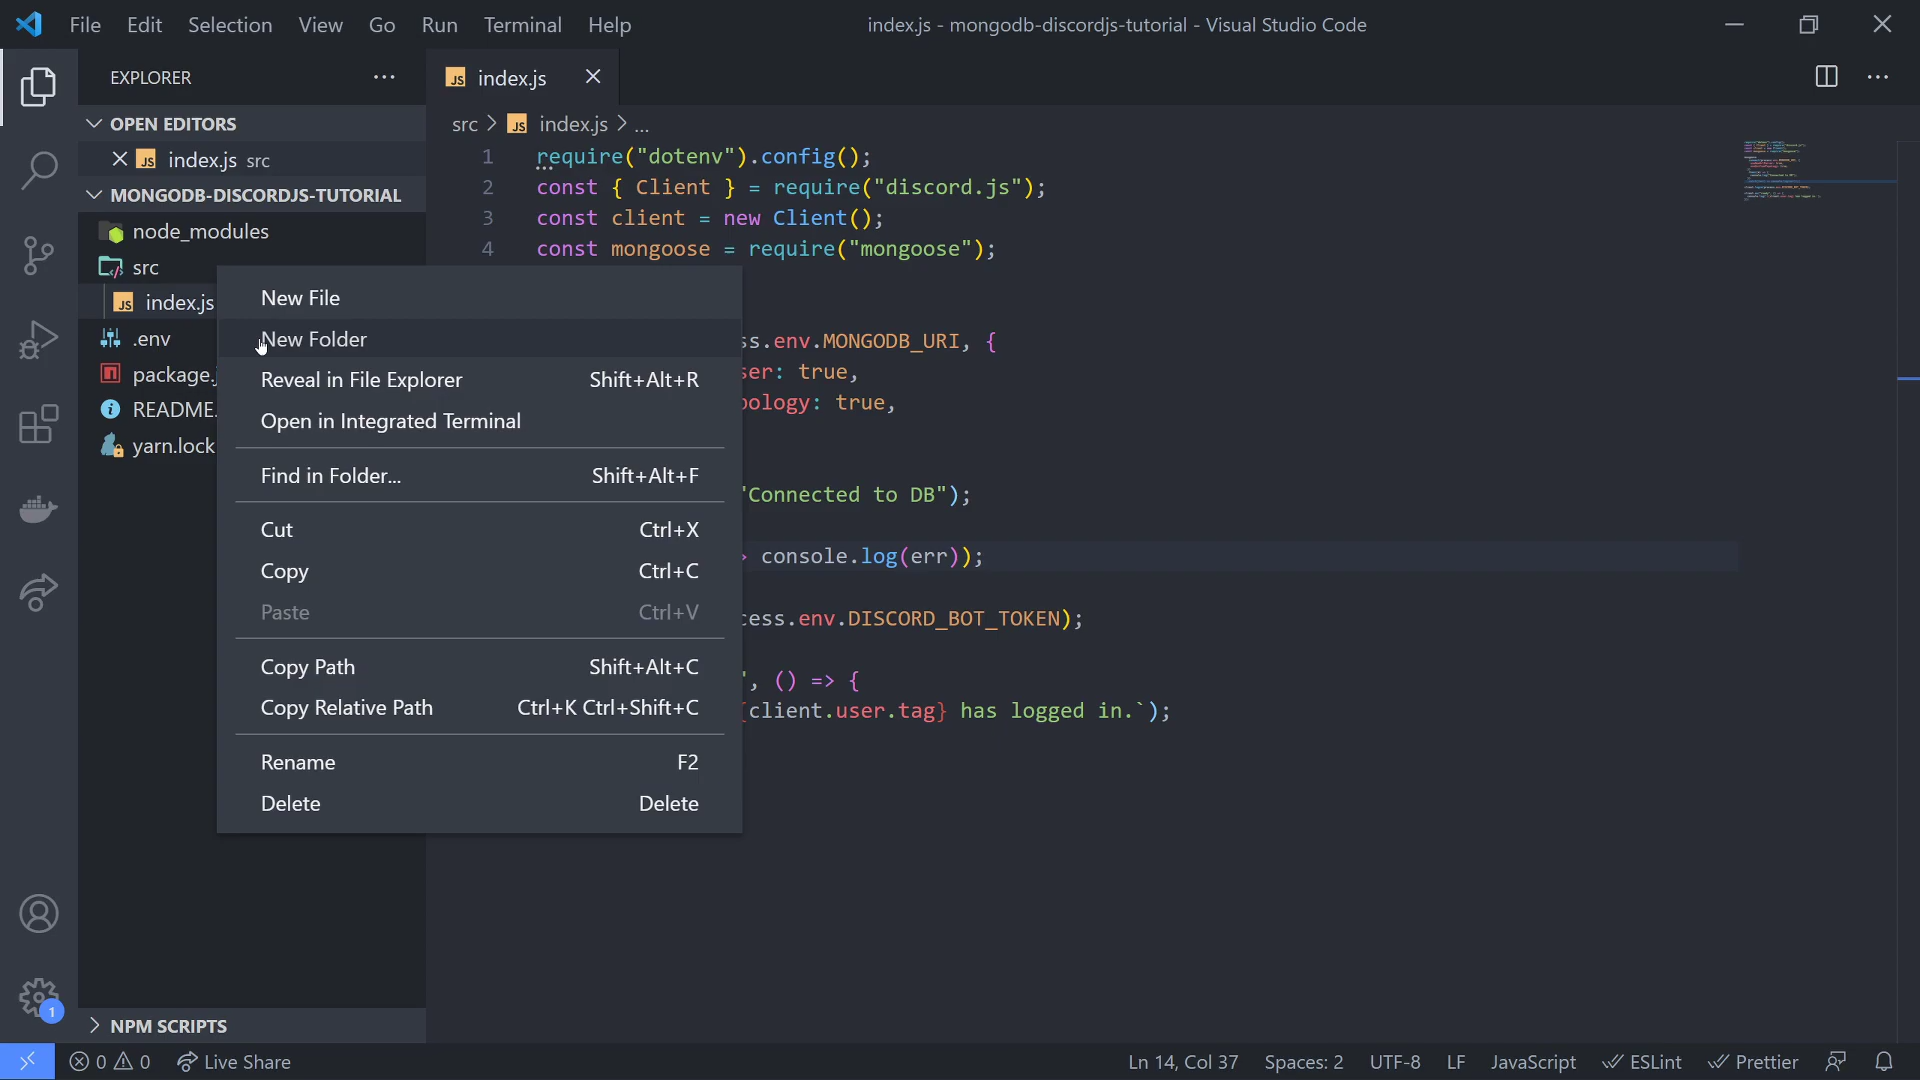 File Edit Selection View Go Run Terminal Help
index.js - mongodb-discordjs-tutorial - Visual Studio Code
EXPLORER
OPEN EDITORS
JS index.js src
MONGODB-DISCORDJS-TUTORIAL
node_modules
src
JS index.js
.env
package.j
README.
yarn.lock
NPM SCRIPTS
JS index.js
src > JS index.js > ...
1 require("dotenv").config();
2 const { Client } = require("discord.js");
3 const client = new Client();
4 const mongoose = require("mongoose");
ss.env.MONGODB_URI, {
ser: true,
pology: true,
"Connected to DB");
> console.log(err));
cess.env.DISCORD_BOT_TOKEN);
", () => {
{client.user.tag} has logged in.`);
New File
New Folder
Reveal in File Explorer Shift+Alt+R
Open in Integrated Terminal
Find in Folder... Shift+Alt+F
Cut Ctrl+X
Copy Ctrl+C
Paste Ctrl+V
Copy Path Shift+Alt+C
Copy Relative Path Ctrl+K Ctrl+Shift+C
Rename F2
Delete Delete
1
0 0 Live Share
Ln 14, Col 37 Spaces: 2 UTF-8 LF JavaScript ESLint Prettier